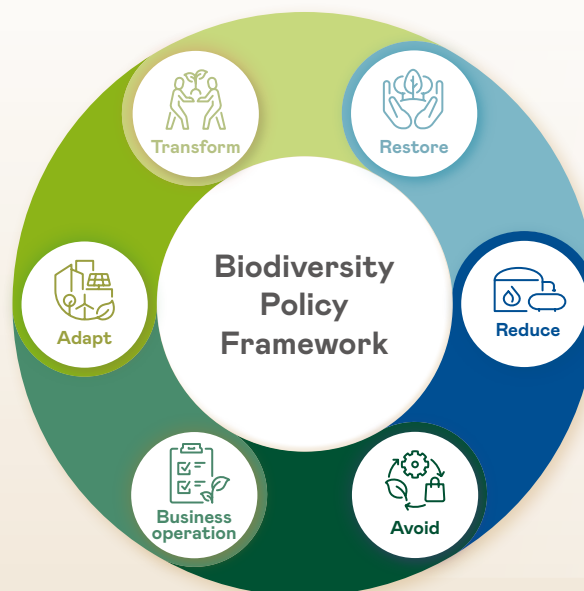 Transform
Restore
Biodiversity
Policy
Framework
Adapt
Reduce
Business
operation
Avoid